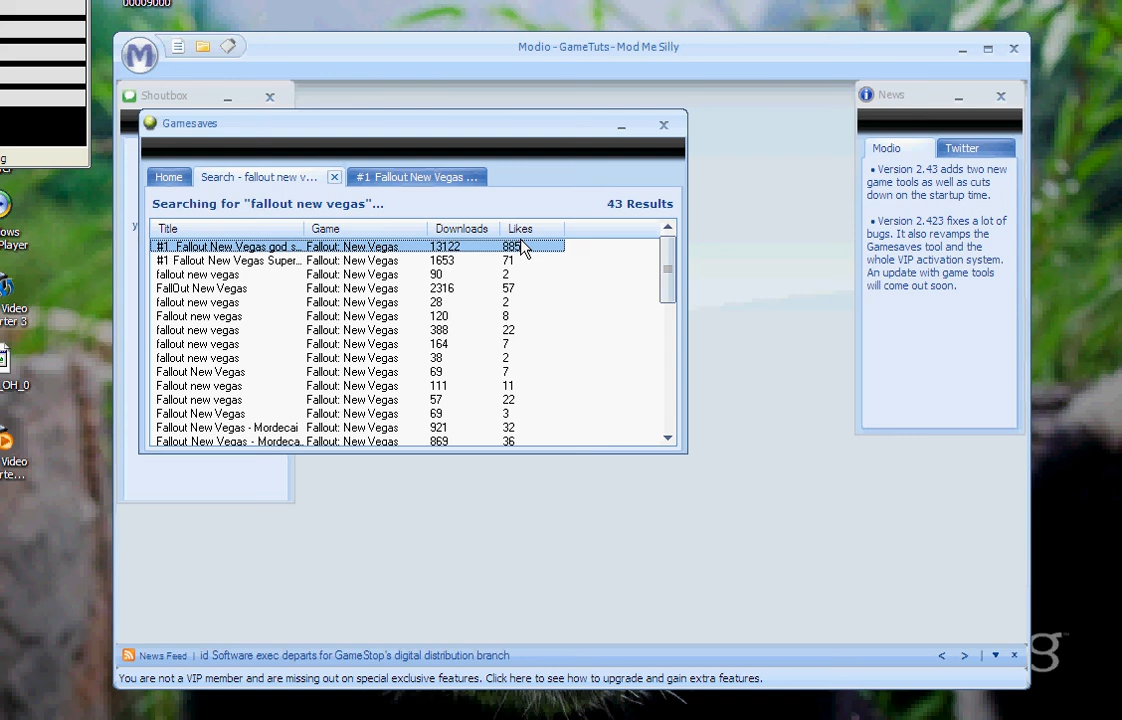 00009000
Modio - GameTuts - Mod Me Silly
Shoutbox
News
Gamesaves
g
Modio Twitter
Home Search - fallout new v... #1 Fallout New Vegas ...
• Version 2.43 adds two new
game tools as well as cuts
down on the startup time.
Searching for "fallout new vegas"... 43 Results
• Version 2.423 fixes a lot of
bugs. It also revamps the
Gamesaves tool and the
whole VIP activation system.
An update with game tools
will come out soon.
y
Title Game Downloads Likes
#1 Fallout New Vegas god s... Fallout: New Vegas 13122 885
#1 Fallout New Vegas Super... Fallout: New Vegas 1653 71
fallout new vegas Fallout: New Vegas 90 2
FallOut New Vegas Fallout: New Vegas 2316 57
fallout new vegas Fallout: New Vegas 28 2
Fallout new vegas Fallout: New Vegas 120 8
fallout new vegas Fallout: New Vegas 388 22
fallout new vegas Fallout: New Vegas 164 7
fallout new vegas Fallout: New Vegas 38 2
Fallout New Vegas Fallout: New Vegas 69 7
Fallout new vegas Fallout: New Vegas 111 11
Fallout new vegas Fallout: New Vegas 57 22
Fallout New Vegas Fallout: New Vegas 69 3
Fallout New Vegas - Mordecai Fallout: New Vegas 921 32
Fallout New Vegas - Mordeca... Fallout: New Vegas 869 36
ows
Player
Video
rter 3
_OH_0
Video
rte...
News Feed | id Software exec departs for GameStop's digital distribution branch
You are not a VIP member and are missing out on special exclusive features. Click here to see how to upgrade and gain extra features.
g